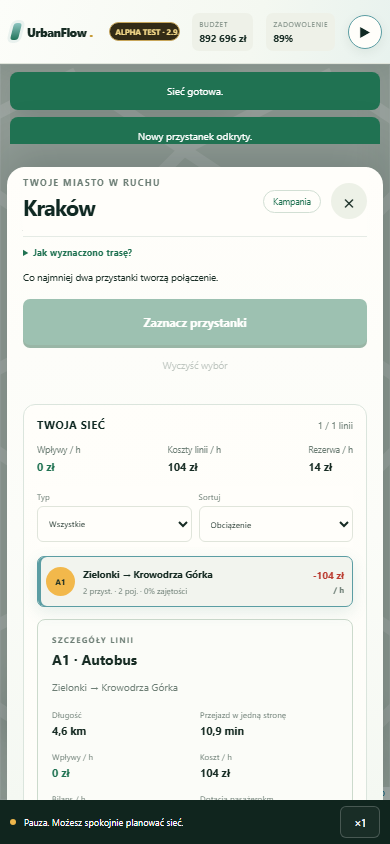 UrbanFlow.
ALPHA TEST · 2.9
BUDŻET
892 696 zł
ZADOWOLENIE
89%
Sieć gotowa.
Nowy przystanek odkryty.
TWOJE MIASTO W RUCHU
Kraków
Kampania
×
Jak wyznaczono trasę?
Co najmniej dwa przystanki tworzą połączenie.
Zaznacz przystanki
Wyczyść wybór
TWOJA SIEĆ
1 / 1 linii
Wpływy / h
Koszty linii / h
Rezerwa / h
0 zł
104 zł
14 zł
Typ
Sortuj
Wszystkie
Obciążenie
A1
Zielonki → Krowodrza Górka
-104 zł
2 przyst. · 2 poj. · 0% zajętości
/ h
SZCZEGÓŁY LINII
A1 · Autobus
Zielonki → Krowodrza Górka
Długość
Przejazd w jedną stronę
4,6 km
10,9 min
Wpływy / h
Koszt / h
0 zł
104 zł
Bilans / h
Pauza. Możesz spokojnie planować sieć.
×1